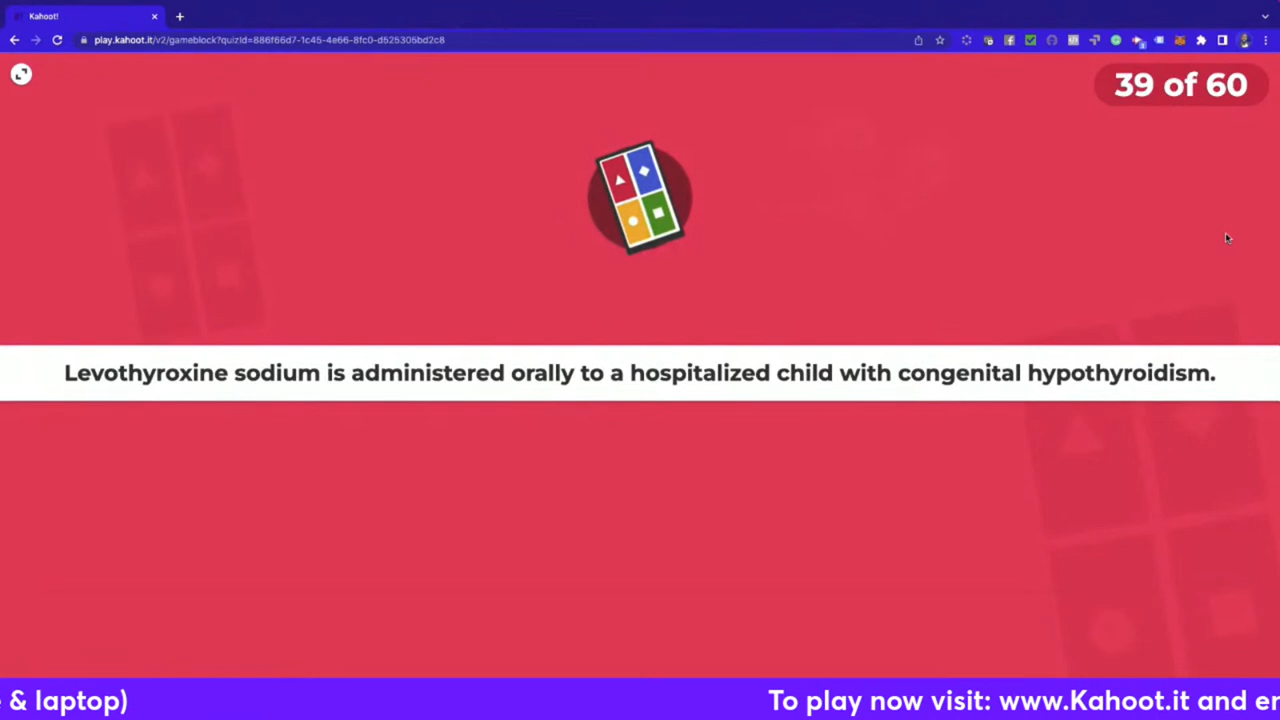 Kahoot!
play.kahoot.it/v2/gameblock?quizId=886f66d7-1c45-4e66-8fc0-d525305bd2c8
39 of 60
Levothyroxine sodium is administered orally to a hospitalized child with congenital hypothyroidism.
& laptop) To play now visit: www.Kahoot.it and